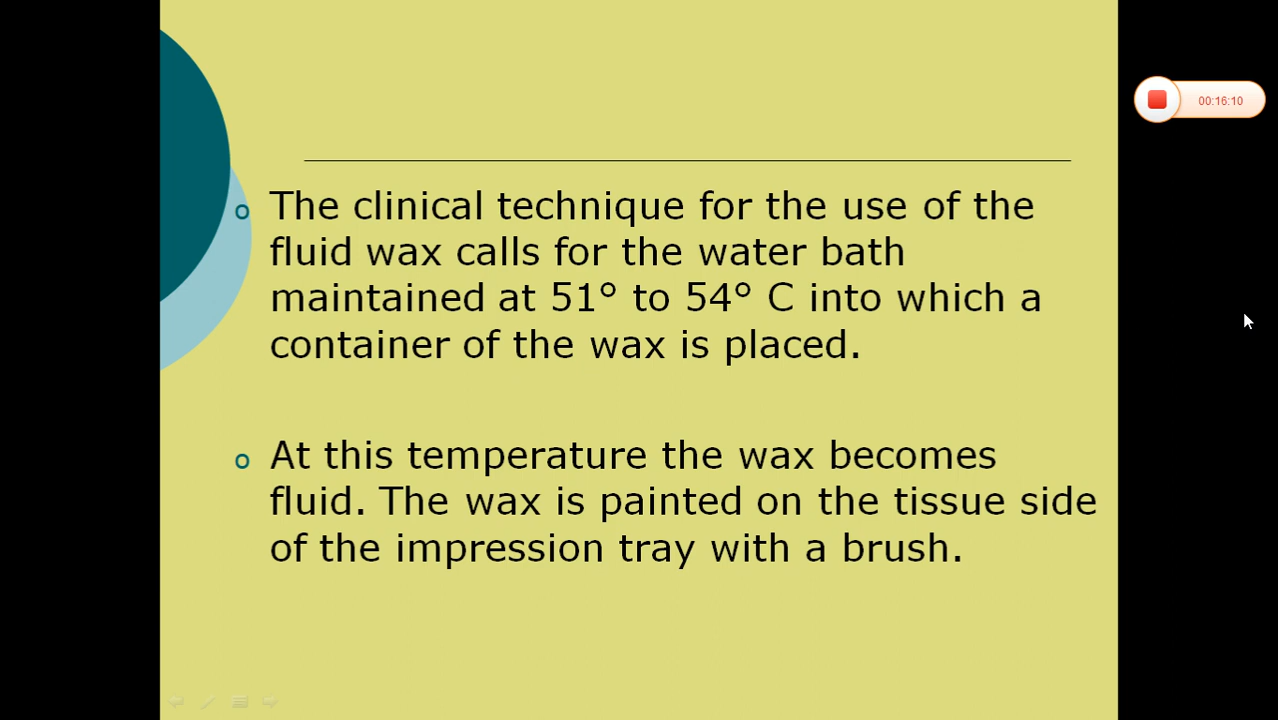 The clinical technique for the use of the
fluid wax calls for the water bath
maintained at 51° to 54° C into which a
container of the wax is placed.
At this temperature the wax becomes
fluid. The wax is painted on the tissue side
of the impression tray with a brush.
00:16:10